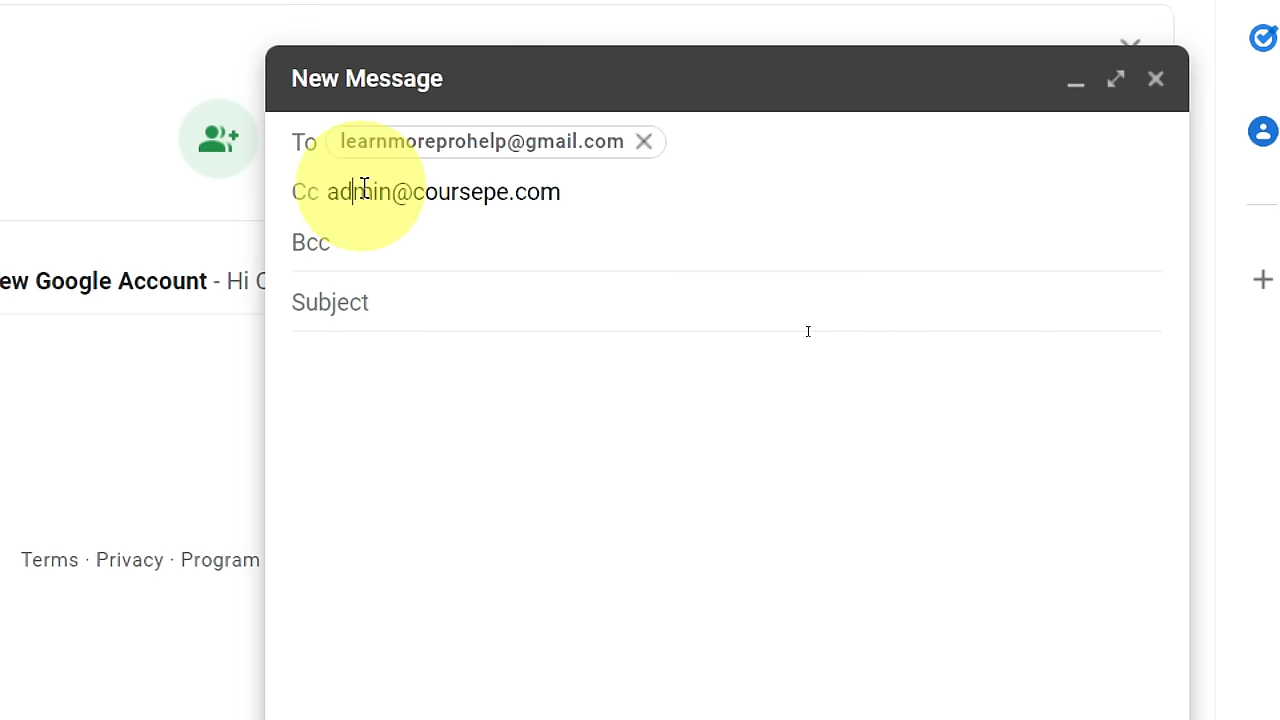 New Message
To learnmoreprohelp@gmail.com
Cc admin@coursepe.com
Bcc
ew Google Account - Hi C
Subject
Terms · Privacy · Program